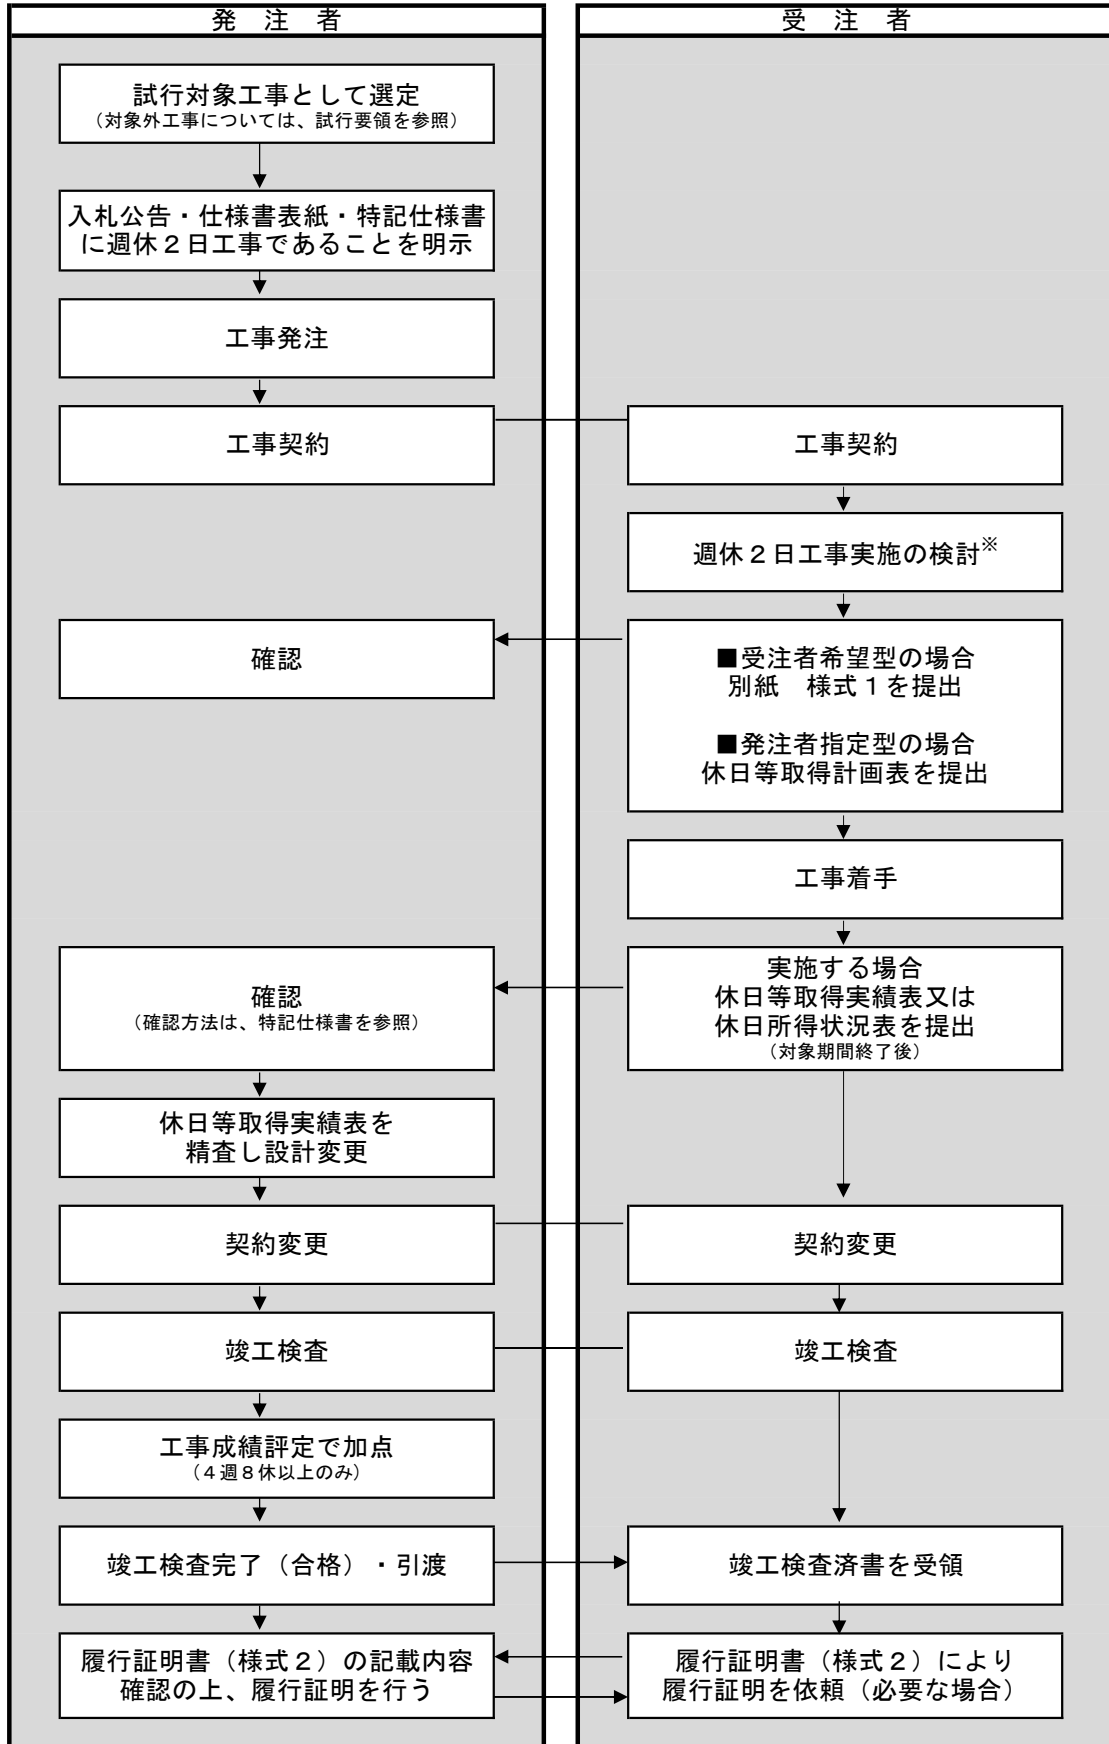 発　注　者
試行対象工事として選定
（対象外工事については、試行要領を参照）
入札公告・仕様書表紙・特記仕様書
に週休２日工事であることを明示
工事発注
工事契約
確認
確認
（確認方法は、特記仕様書を参照）
休日等取得実績表を
精査し設計変更
契約変更
竣工検査
工事成績評定で加点
（４週８休以上のみ）
竣工検査完了（合格）・引渡
履行証明書（様式２）の記載内容
確認の上、履行証明を行う
受　注　者
工事契約
週休２日工事実施の検討※
■受注者希望型の場合
別紙　様式１を提出
■発注者指定型の場合
休日等取得計画表を提出
工事着手
実施する場合
休日等取得実績表又は
休日所得状況表を提出
（対象期間終了後）
契約変更
竣工検査
竣工検査済書を受領
履行証明書（様式２）により
履行証明を依頼（必要な場合）